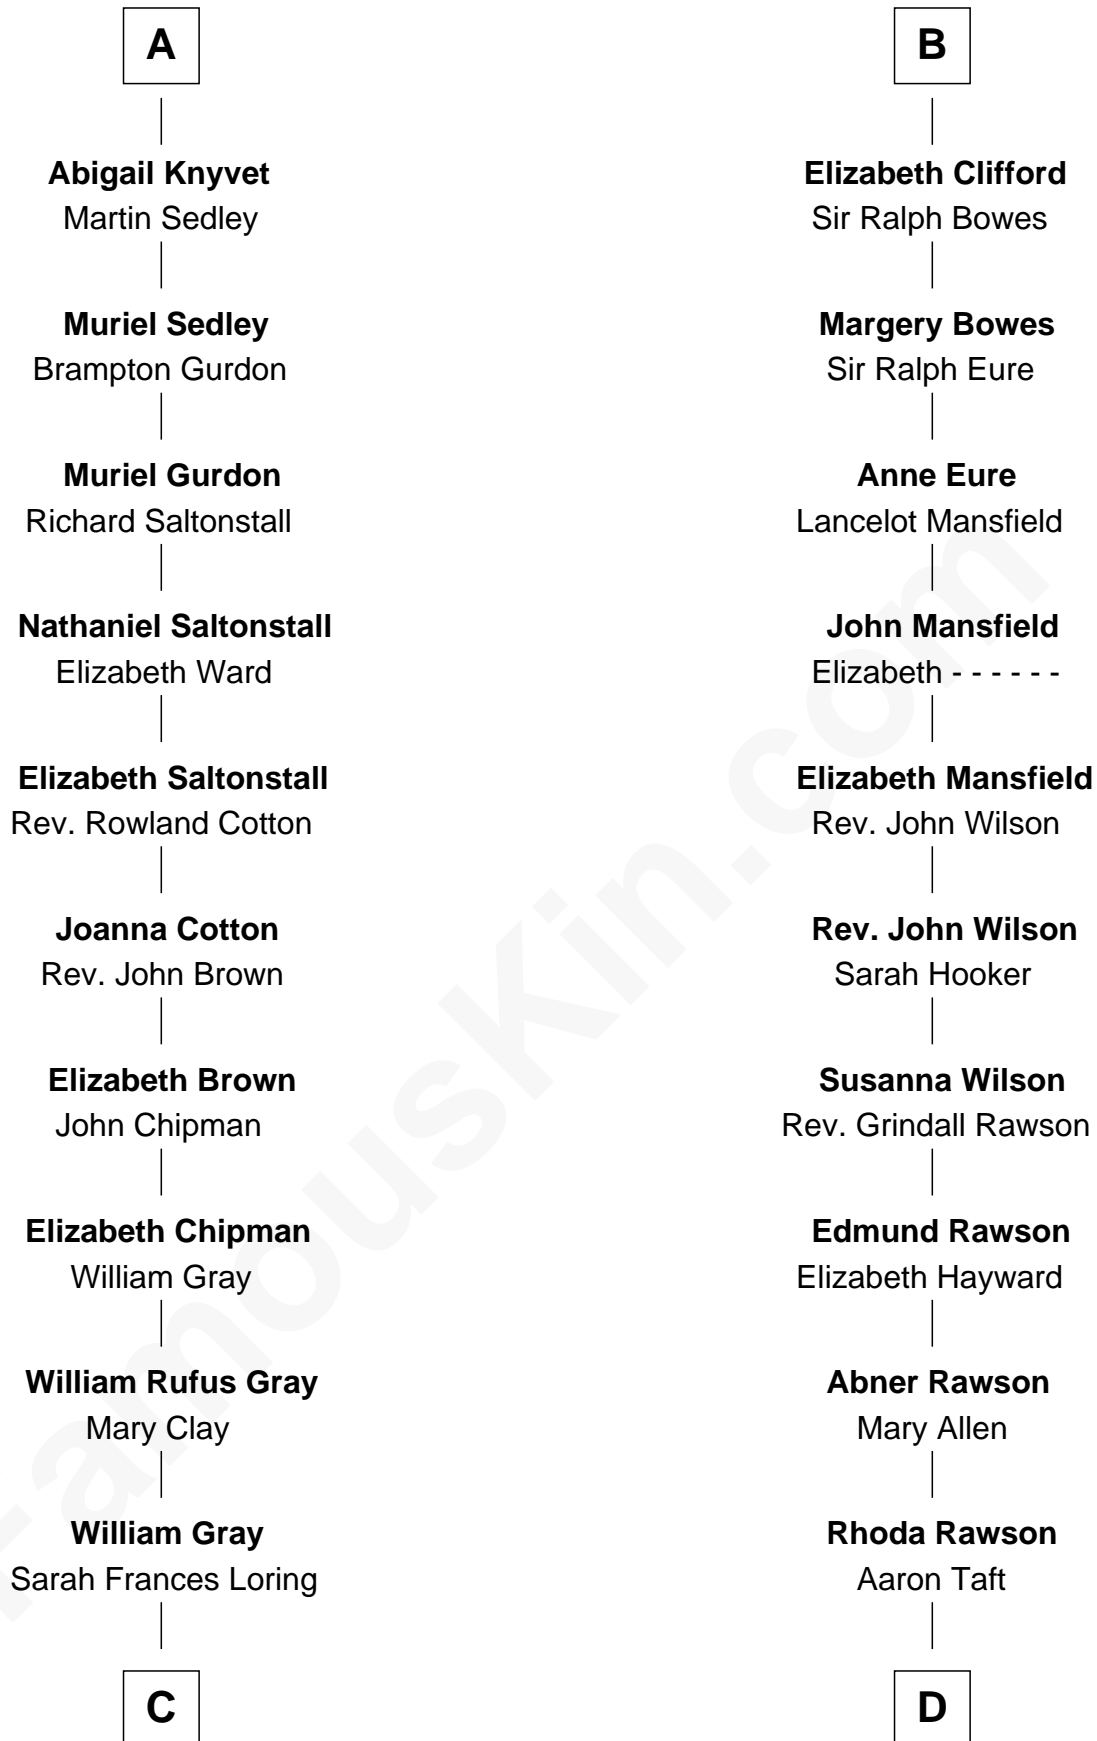 A
Abigail Knyvet
Martin Sedley
Muriel Sedley
Brampton Gurdon
Muriel Gurdon
Richard Saltonstall
Nathaniel Saltonstall
Elizabeth Ward
Elizabeth Saltonstall
Rev. Rowland Cotton
Joanna Cotton
Rev. John Brown
Elizabeth Brown
John Chipman
Elizabeth Chipman
William Gray
William Rufus Gray
Mary Clay
William Gray
Sarah Frances Loring
C
B
Elizabeth Clifford
Sir Ralph Bowes
Margery Bowes
Sir Ralph Eure
Anne Eure
Lancelot Mansfield
John Mansfield
Elizabeth - - - - - -
Elizabeth Mansfield
Rev. John Wilson
Rev. John Wilson
Sarah Hooker
Susanna Wilson
Rev. Grindall Rawson
Edmund Rawson
Elizabeth Hayward
Abner Rawson
Mary Allen
Rhoda Rawson
Aaron Taft
D
FamousKin.com